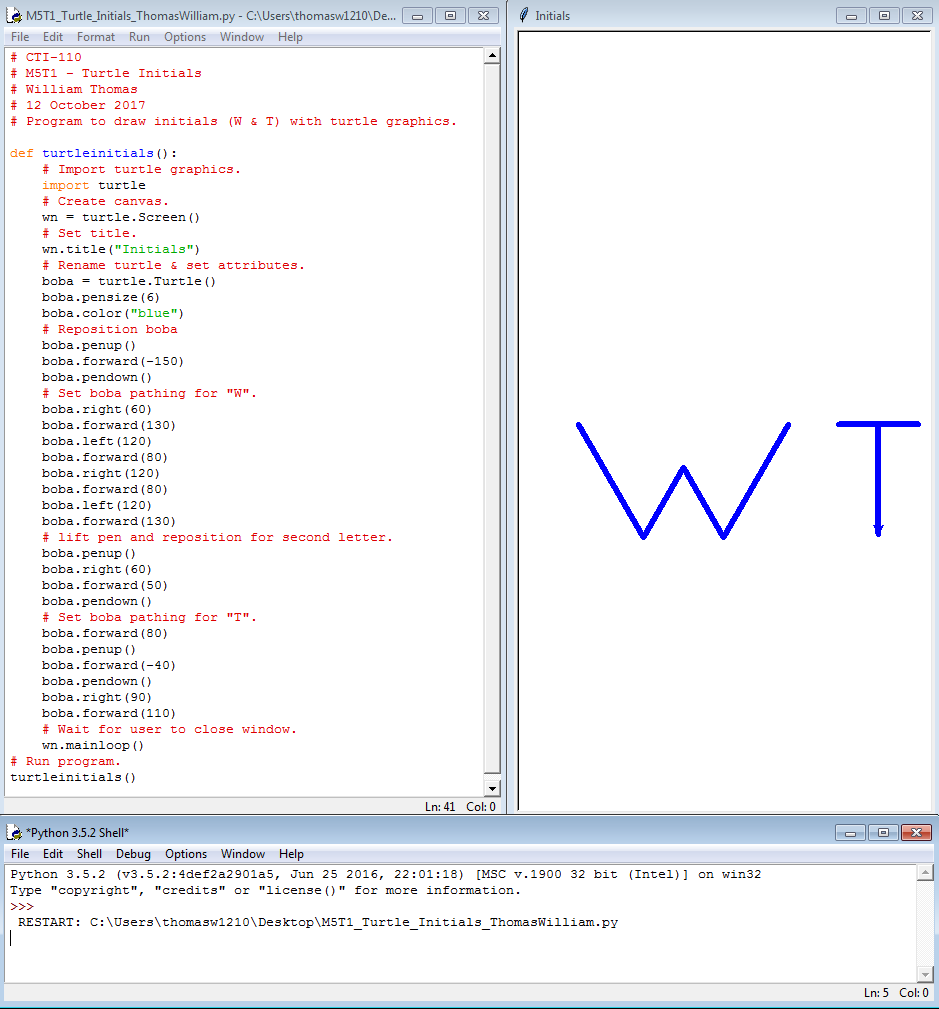 M5T1_Turtle_Initials_ThomasWilliam.py - C:\Users\thomasw1210\De...
File Edit Format Run Options Window Help
# CTI-110
# M5T1 - Turtle Initials
# William Thomas
# 12 October 2017
# Program to draw initials (W & T) with turtle graphics.
def turtleinitials():
    # Import turtle graphics.
    import turtle
    # Create canvas.
    wn = turtle.Screen()
    # Set title.
    wn.title("Initials")
    # Rename turtle & set attributes.
    boba = turtle.Turtle()
    boba.pensize(6)
    boba.color("blue")
    # Reposition boba
    boba.penup()
    boba.forward(-150)
    boba.pendown()
    # Set boba pathing for "W".
    boba.right(60)
    boba.forward(130)
    boba.left(120)
    boba.forward(80)
    boba.right(120)
    boba.forward(80)
    boba.left(120)
    boba.forward(130)
    # lift pen and reposition for second letter.
    boba.penup()
    boba.right(60)
    boba.forward(50)
    boba.pendown()
    # Set boba pathing for "T".
    boba.forward(80)
    boba.penup()
    boba.forward(-40)
    boba.pendown()
    boba.right(90)
    boba.forward(110)
    # Wait for user to close window.
    wn.mainloop()
# Run program.
turtleinitials()
Ln: 41 Col: 0
Initials
W T
*Python 3.5.2 Shell*
File Edit Shell Debug Options Window Help
Python 3.5.2 (v3.5.2:4def2a2901a5, Jun 25 2016, 22:01:18) [MSC v.1900 32 bit (Intel)] on win32
Type "copyright", "credits" or "license()" for more information.
>>>
 RESTART: C:\Users\thomasw1210\Desktop\M5T1_Turtle_Initials_ThomasWilliam.py
Ln: 5 Col: 0